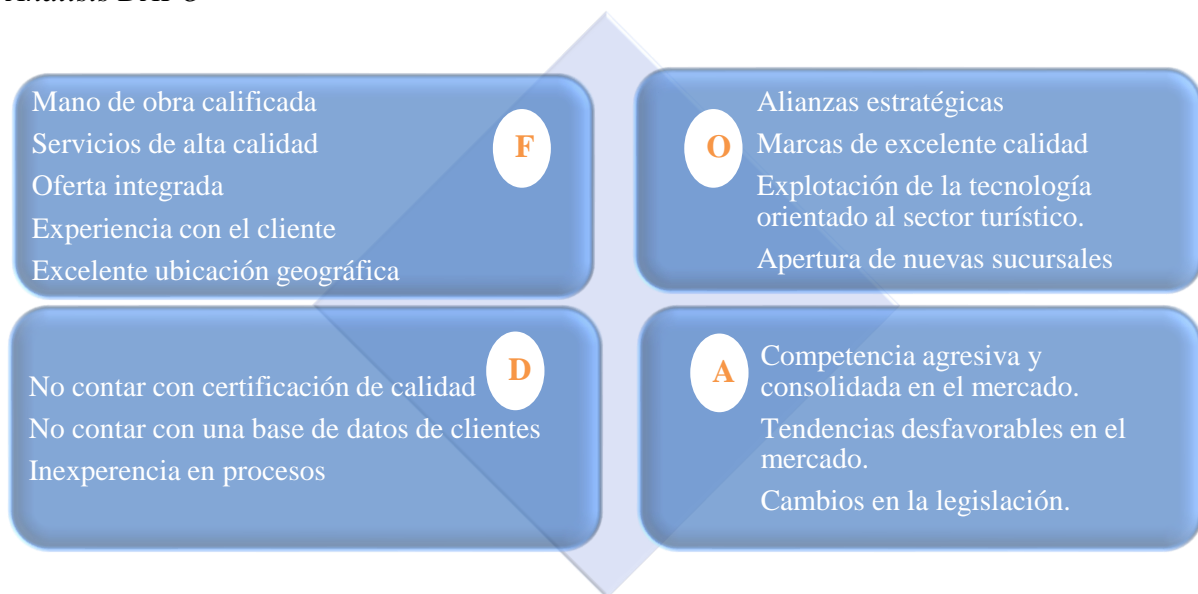 Mano de obra calificada
Servicios de alta calidad
Oferta integrada
Experiencia con el cliente
Excelente ubicación geográfica
F
O
Alianzas estratégicas
Marcas de excelente calidad
Explotación de la tecnología
orientado al sector turístico.
Apertura de nuevas sucursales
No contar con certificación de calidad
No contar con una base de datos de clientes
Inexperencia en procesos
D
A
Competencia agresiva y
consolidada en el mercado.
Tendencias desfavorables en el
mercado.
Cambios en la legislación.